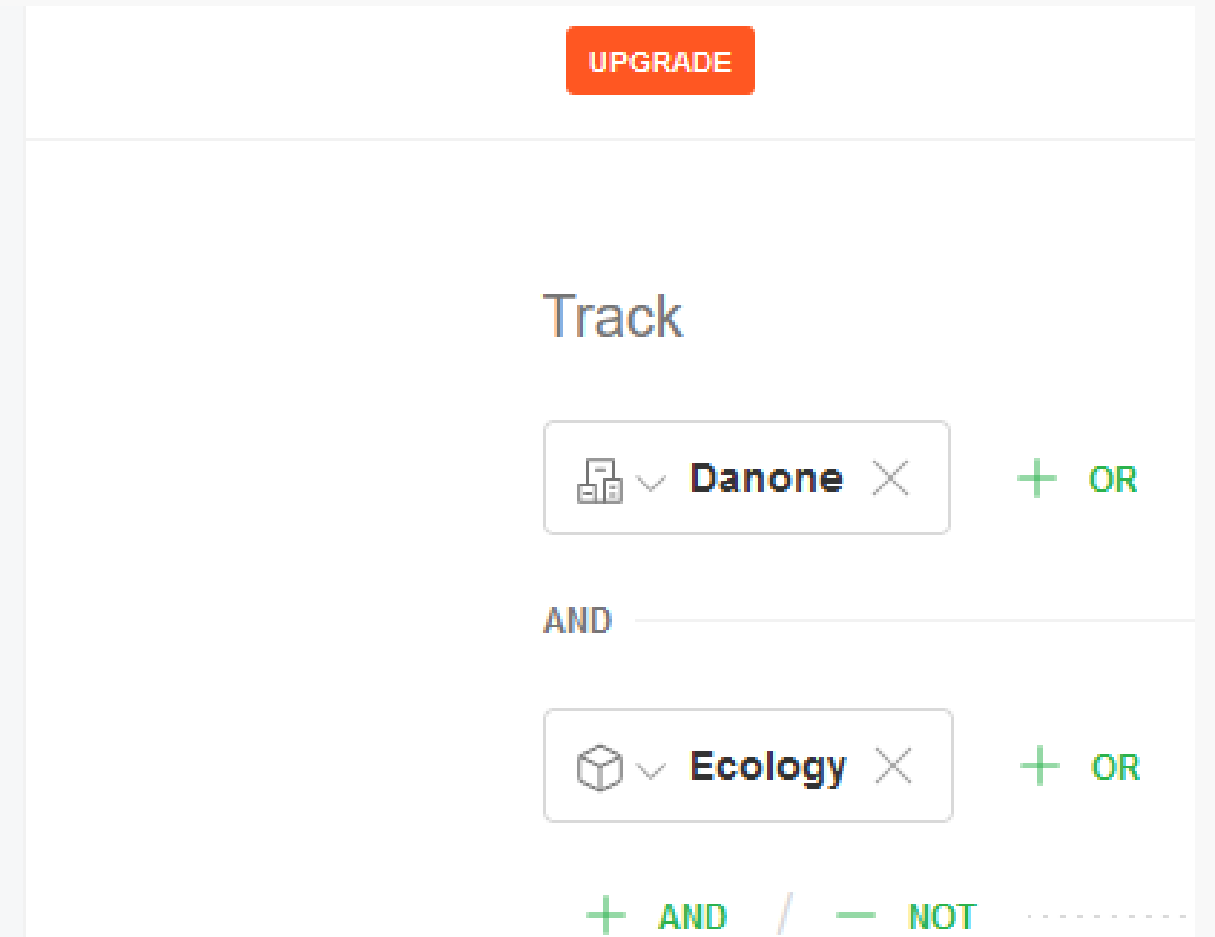 UPGRADE
Track
Danone + OR
AND
Ecology + OR
+ AND / − NOT